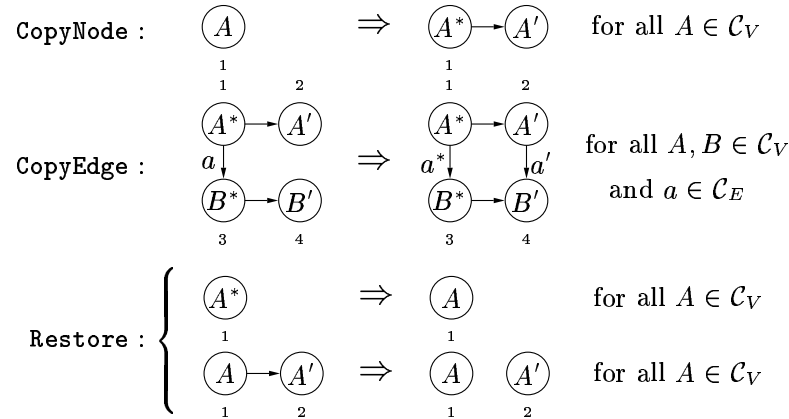 CopyNode : A ⇒ A* A′ for all A ∈ C_V
1 1
1 2 1 2
A* A′ A* A′
CopyEdge : a ⇒ a* a′ for all A, B ∈ C_V
and a ∈ C_E
B* B′ B* B′
3 4 3 4
A* ⇒ A for all A ∈ C_V
1 1
Restore : {
A A′ ⇒ A A′ for all A ∈ C_V
1 2 1 2